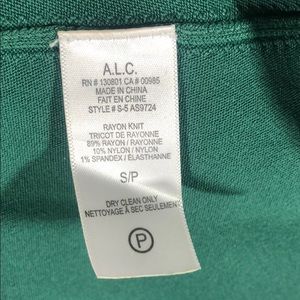 A.L.C.
RN # 130801 CA # 00985
MADE IN CHINA
FAIT EN CHINE
STYLE # S-5 AS9724
RAYON KNIT
TRICOT DE RAYONNE
89% RAYON / RAYONNE
10% NYLON / NYLON
1% SPANDEX / ÉLASTHANNE
S/P
DRY CLEAN ONLY
NETTOYAGE À SEC SEULEMENT
P